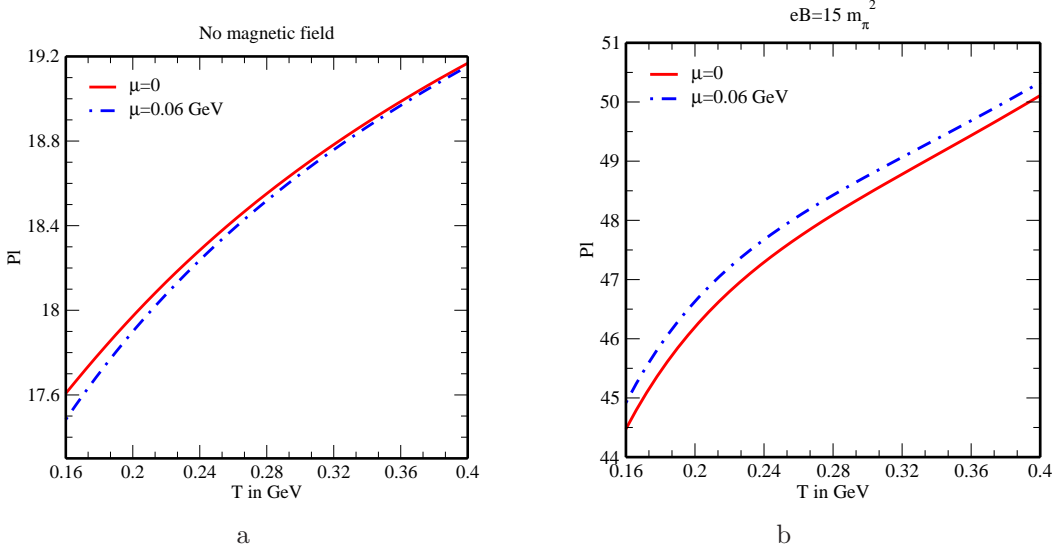 No magnetic field
19.2
18.8
18.4
18
17.6
Pl
μ=0
μ=0.06 GeV
0.16 0.2 0.24 0.28 0.32 0.36 0.4
T in GeV
a
eB=15 mπ²
51
50
49
48
47
46
45
44
Pl
μ=0
μ=0.06 GeV
0.16 0.2 0.24 0.28 0.32 0.36 0.4
T in GeV
b